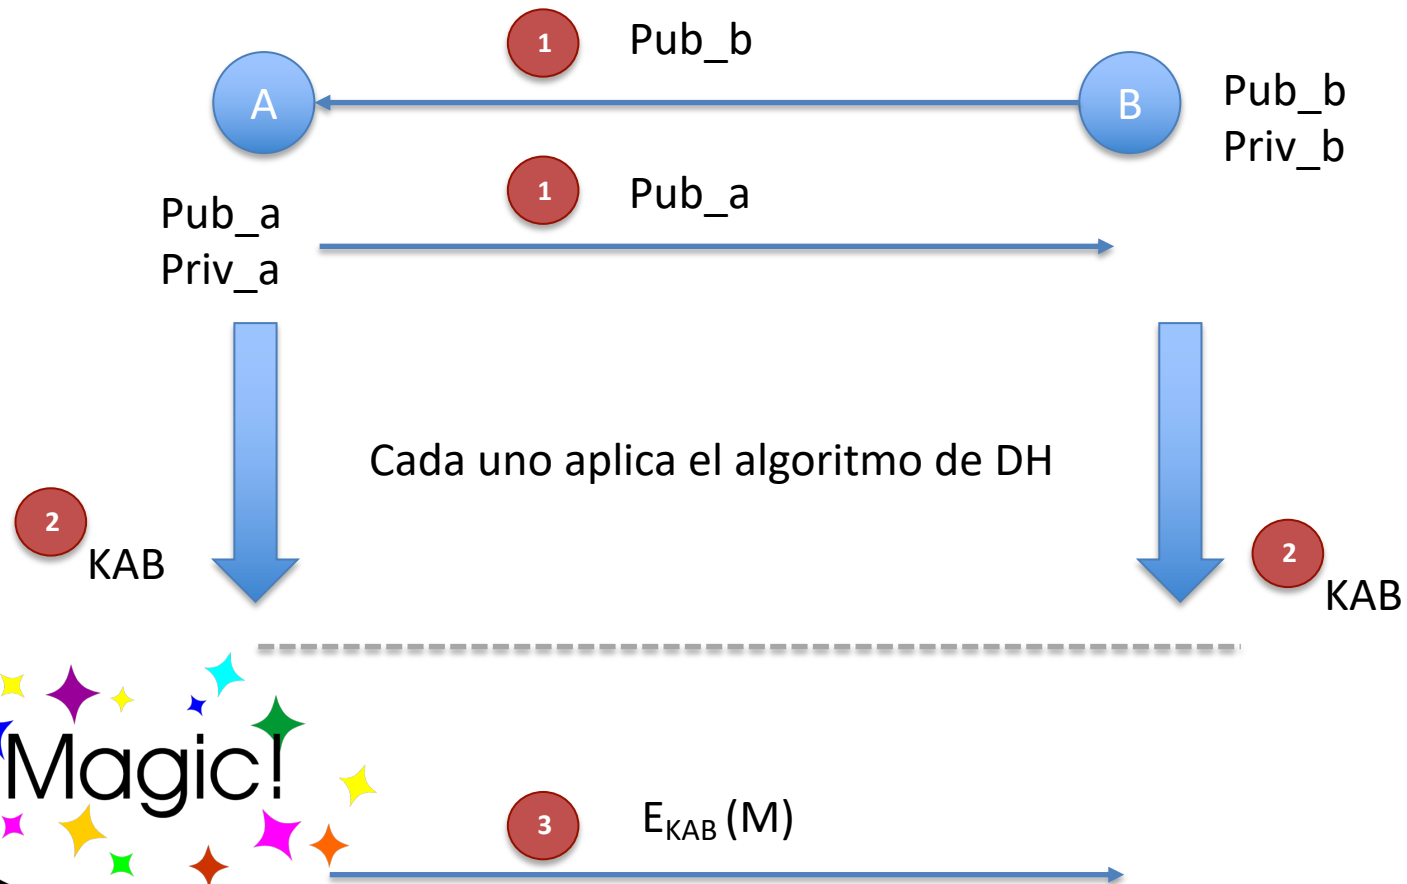 1 Pub_b
A
B
Pub_b
Priv_b
1 Pub_a
Pub_a
Priv_a
Cada uno aplica el algoritmo de DH
2
KAB
2
KAB
Magic!
3 E_KAB (M)